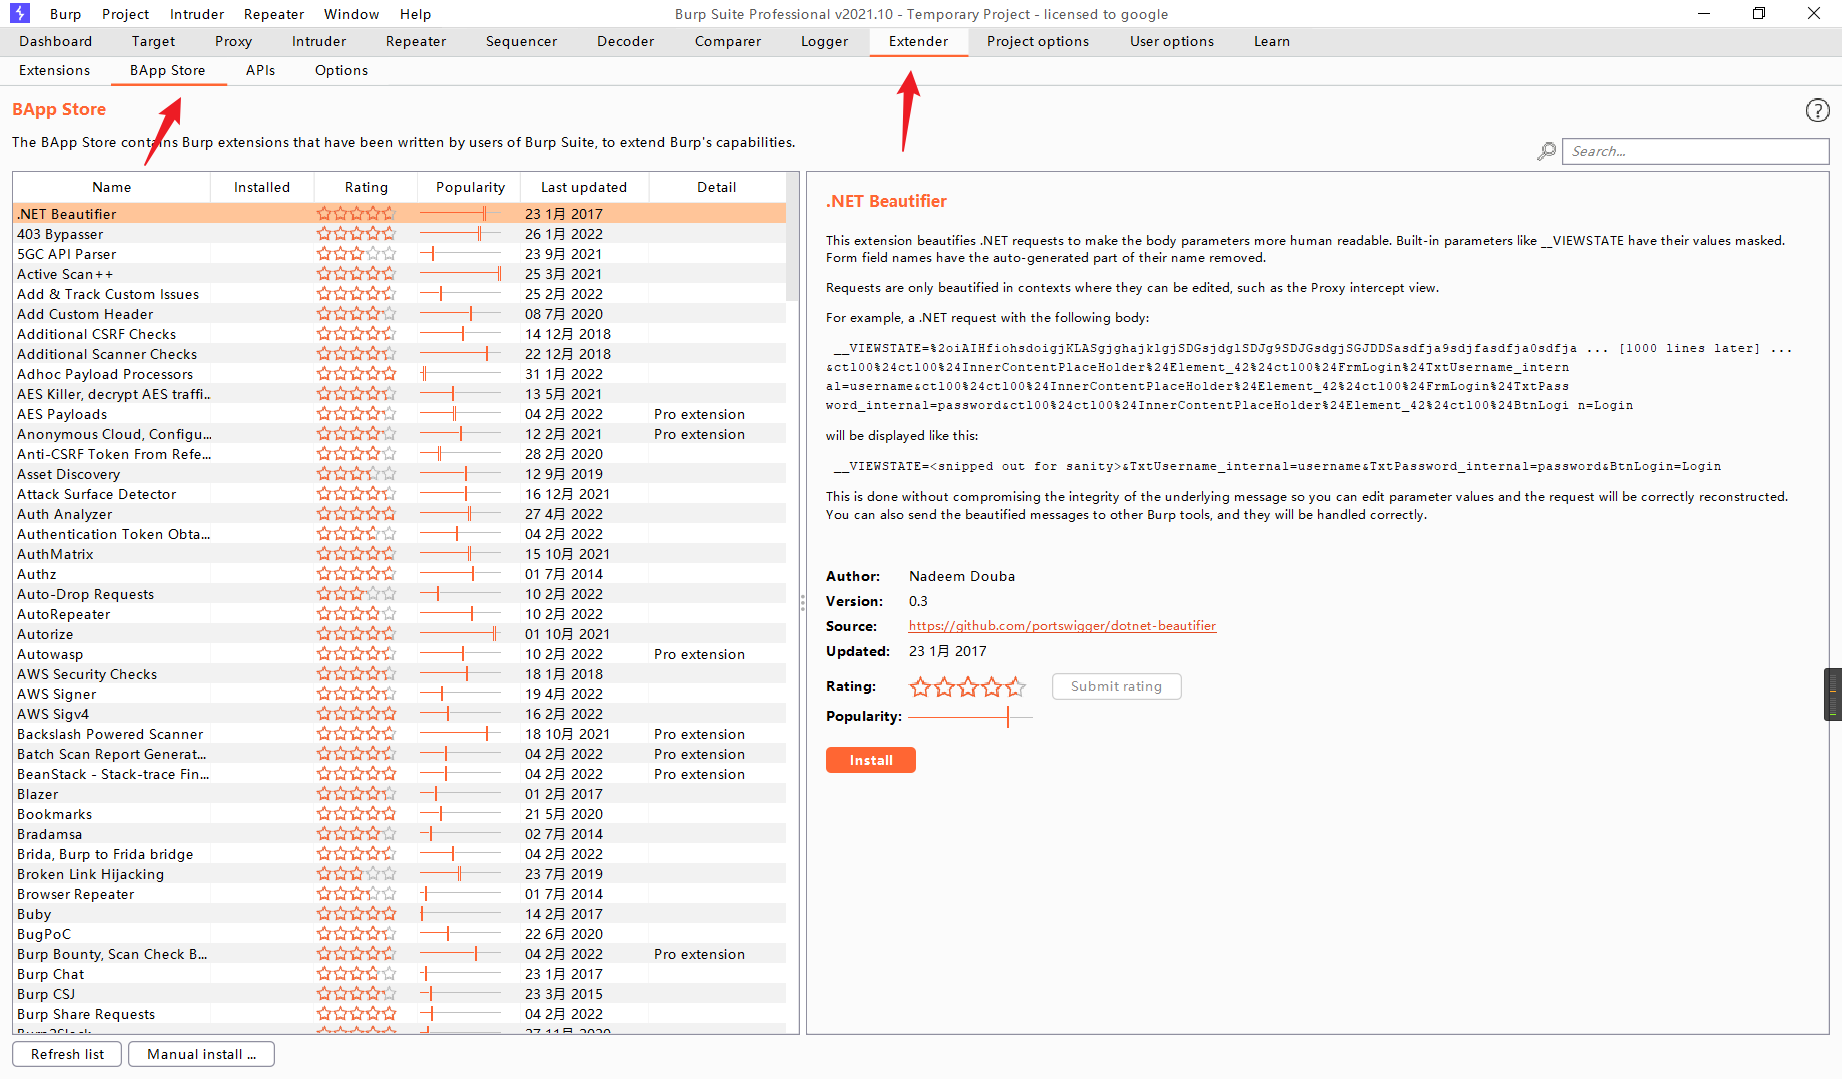 Burp Project Intruder Repeater Window Help
Burp Suite Professional v2021.10 - Temporary Project - licensed to google
Dashboard Target Proxy Intruder Repeater Sequencer Decoder Comparer Logger Extender Project options User options Learn
Extensions BApp Store APIs Options
BApp Store
The BApp Store contains Burp extensions that have been written by users of Burp Suite, to extend Burp's capabilities.
Search...
Name Installed Rating Popularity Last updated Detail
.NET Beautifier 23 1月 2017
403 Bypasser 26 1月 2022
5GC API Parser 23 9月 2021
Active Scan++ 25 3月 2021
Add & Track Custom Issues 25 2月 2022
Add Custom Header 08 7月 2020
Additional CSRF Checks 14 12月 2018
Additional Scanner Checks 22 12月 2018
Adhoc Payload Processors 31 1月 2022
AES Killer, decrypt AES traffi... 13 5月 2021
AES Payloads 04 2月 2022 Pro extension
Anonymous Cloud, Configu... 12 2月 2021 Pro extension
Anti-CSRF Token From Refe... 28 2月 2020
Asset Discovery 12 9月 2019
Attack Surface Detector 16 12月 2021
Auth Analyzer 27 4月 2022
Authentication Token Obta... 04 2月 2022
AuthMatrix 15 10月 2021
Authz 01 7月 2014
Auto-Drop Requests 10 2月 2022
AutoRepeater 10 2月 2022
Autorize 01 10月 2021
Autowasp 10 2月 2022 Pro extension
AWS Security Checks 18 1月 2018
AWS Signer 19 4月 2022
AWS Sigv4 16 2月 2022
Backslash Powered Scanner 18 10月 2021 Pro extension
Batch Scan Report Generat... 04 2月 2022 Pro extension
BeanStack - Stack-trace Fin... 04 2月 2022 Pro extension
Blazer 01 2月 2017
Bookmarks 21 5月 2020
Bradamsa 02 7月 2014
Brida, Burp to Frida bridge 04 2月 2022
Broken Link Hijacking 23 7月 2019
Browser Repeater 01 7月 2014
Buby 14 2月 2017
BugPoC 22 6月 2020
Burp Bounty, Scan Check B... 04 2月 2022 Pro extension
Burp Chat 23 1月 2017
Burp CSJ 23 3月 2015
Burp Share Requests 04 2月 2022
Burp2Slack 27 11月 2020
Refresh list Manual install ...
.NET Beautifier
This extension beautifies .NET requests to make the body parameters more human readable. Built-in parameters like __VIEWSTATE have their values masked.
Form field names have the auto-generated part of their name removed.
Requests are only beautified in contexts where they can be edited, such as the Proxy intercept view.
For example, a .NET request with the following body:
__VIEWSTATE=%2oiAIHfiohsdoigjKLASgjghajklgjSDGsjdglSDJg9SDJGsdgjSGJDDSasdfja9sdjfasdfja0sdfja ... [1000 lines later] ...
&ctl00%24ctl00%24InnerContentPlaceHolder%24Element_42%24ctl00%24FrmLogin%24TxtUsername_intern
al=username&ctl00%24ctl00%24InnerContentPlaceHolder%24Element_42%24ctl00%24FrmLogin%24TxtPass
word_internal=password&ctl00%24ctl00%24InnerContentPlaceHolder%24Element_42%24ctl00%24BtnLogi n=Login
will be displayed like this:
__VIEWSTATE=<snipped out for sanity>&TxtUsername_internal=username&TxtPassword_internal=password&BtnLogin=Login
This is done without compromising the integrity of the underlying message so you can edit parameter values and the request will be correctly reconstructed.
You can also send the beautified messages to other Burp tools, and they will be handled correctly.
Author: Nadeem Douba
Version: 0.3
Source: https://github.com/portswigger/dotnet-beautifier
Updated: 23 1月 2017
Rating: Submit rating
Popularity:
Install